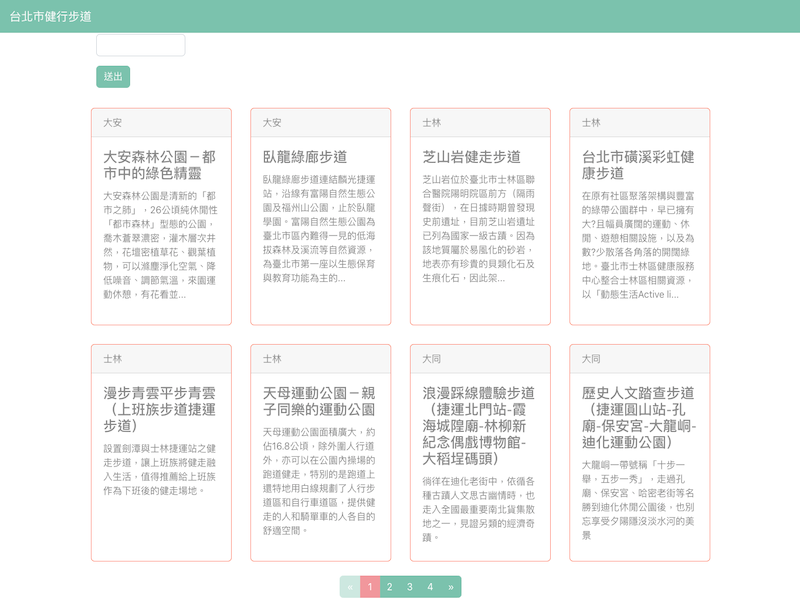 台北市健行步道
送出
大安
大安森林公園－都
市中的綠色精靈
大安森林公園是清新的「都
市之肺」，26公頃純休閒性
「都市森林」型態的公園，
喬木蒼翠濃密，灌木層次井
然，花壇密植草花、觀葉植
物，可以滌塵淨化空氣、降
低噪音、調節氣溫，來園運
動休憩，有花看並...
大安
臥龍綠廊步道
臥龍綠廊步道連結麟光捷運
站，沿線有富陽自然生態公
園及福州山公園，止於臥龍
學園。富陽自然生態公園為
臺北市區內難得一見的低海
拔森林及溪流等自然資源，
為臺北市第一座以生態保育
與教育功能為主的...
士林
芝山岩健走步道
芝山岩位於臺北市士林區聯
合醫院陽明院區前方（隔雨
聲街），在日據時期曾發現
史前遺址，目前芝山岩遺址
已列為國家一級古蹟。因為
該地質屬於易風化的砂岩，
地表亦有珍貴的貝類化石及
生痕化石，因此架...
士林
台北市磺溪彩虹健
康步道
在原有社區聚落架構與豐富
的綠帶公園群中，早已擁有
大?且幅員廣闊的運動、休
閒、遊憩相關設施，以及為
數?少散落各角落的開闊綠
地。臺北市士林區健康服務
中心整合士林區相關資源，
以「動態生活Active li...
士林
漫步青雲平步青雲
（上班族步道捷運
步道）
設置劍潭與士林捷運站之健
走步道，讓上班族將健走融
入生活，值得推薦給上班族
作為下班後的健走場地。
士林
天母運動公園－親
子同樂的運動公園
天母運動公園面積廣大，約
佔16.8公頃，除外圍人行道
外，亦可以在公園內操場的
跑道健走，特別的是跑道上
還特地用白線規劃了人行步
道區和自行車道區，提供健
走的人和騎單車的人各自的
舒適空間。
大同
浪漫踩線體驗步道
（捷運北門站-霞
海城隍廟-林柳新
紀念偶戲博物館-
大稻埕碼頭）
徜徉在迪化老街中，依循各
種古蹟人文思古幽情時，也
走入全國最重要南北貨集散
地之一，見證另類的經濟奇
蹟。
大同
歷史人文踏查步道
（捷運圓山站-孔
廟-保安宮-大龍峒-
迪化運動公園）
大龍峒一帶號稱「十步一
舉，五步一秀」，走過孔
廟、保安宮、哈密老街等名
勝到迪化休閒公園後，也別
忘享受夕陽隱沒淡水河的美
景
« 1 2 3 4 »